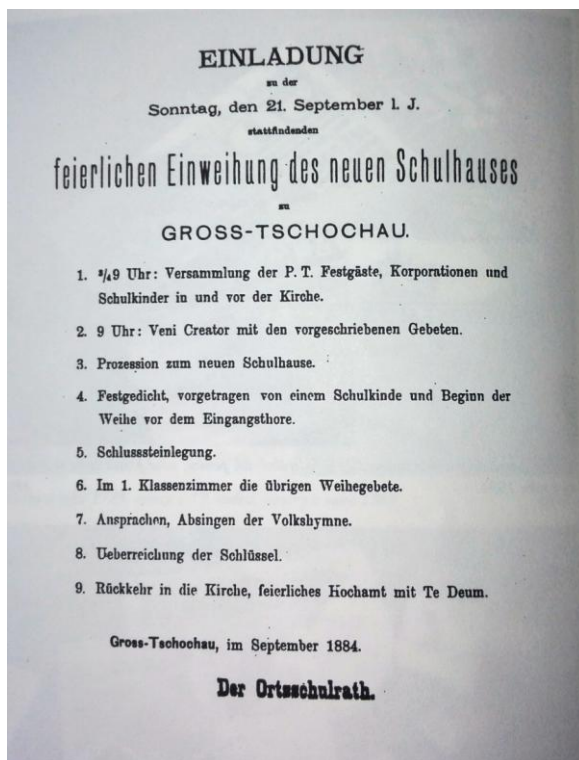 EINLADUNG
zu der
Sonntag, den 21. September l. J.
stattfindenden
feierlichen Einweihung des neuen Schulhauses
zu
GROSS-TSCHOCHAU.
1. ¾9 Uhr: Versammlung der P. T. Festgäste, Korporationen und
Schulkinder in und vor der Kirche.
2. 9 Uhr: Veni Creator mit den vorgeschriebenen Gebeten.
3. Prozession zum neuen Schulhause.
4. Festgedicht, vorgetragen von einem Schulkinde und Beginn der
Weihe vor dem Eingangsthore.
5. Schlusssteinlegung.
6. Im 1. Klassenzimmer die übrigen Weihegebete.
7. Ansprachen, Absingen der Volkshymne.
8. Ueberreichung der Schlüssel.
9. Rückkehr in die Kirche, feierliches Hochamt mit Te Deum.
Gross-Tschochau, im September 1884.
Der Ortsschulrath.